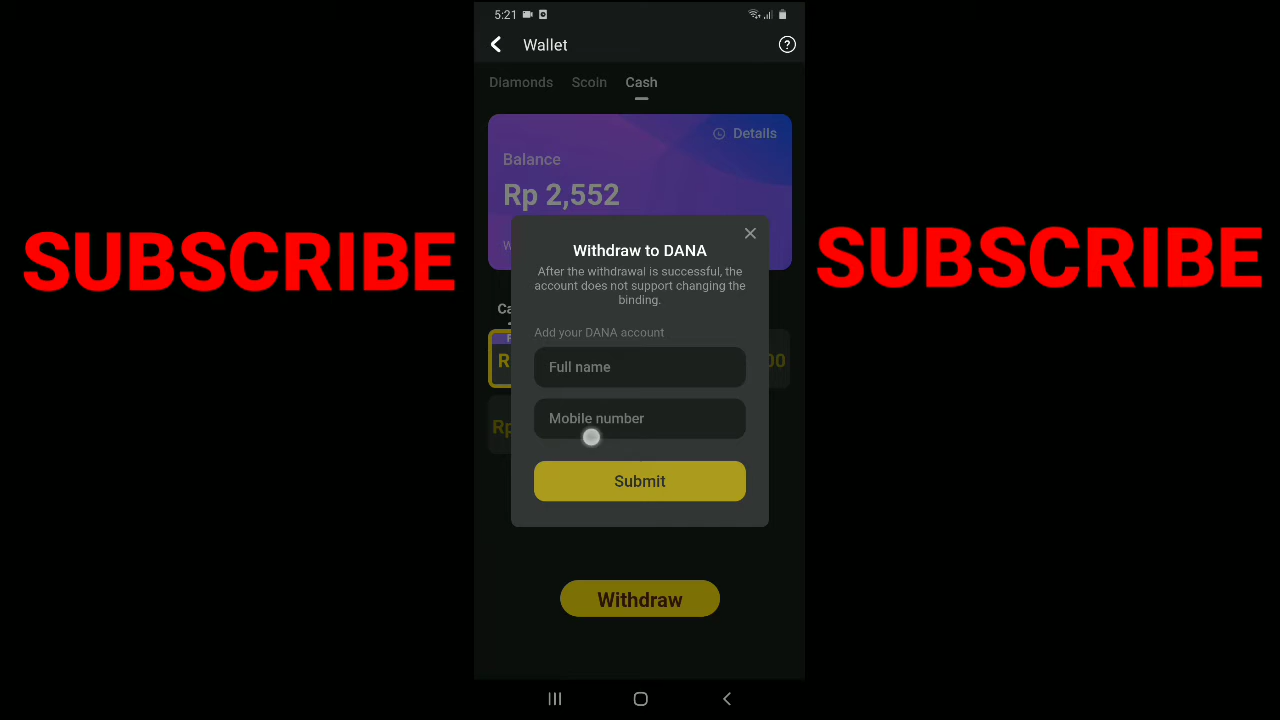 5:21
Wallet
Diamonds Scoin Cash
Details
Balance
Rp 2,552
SUBSCRIBE
SUBSCRIBE
Withdraw to DANA
After the withdrawal is successful, the
account does not support changing the
binding.
Add your DANA account
Full name
Mobile number
Submit
Withdraw